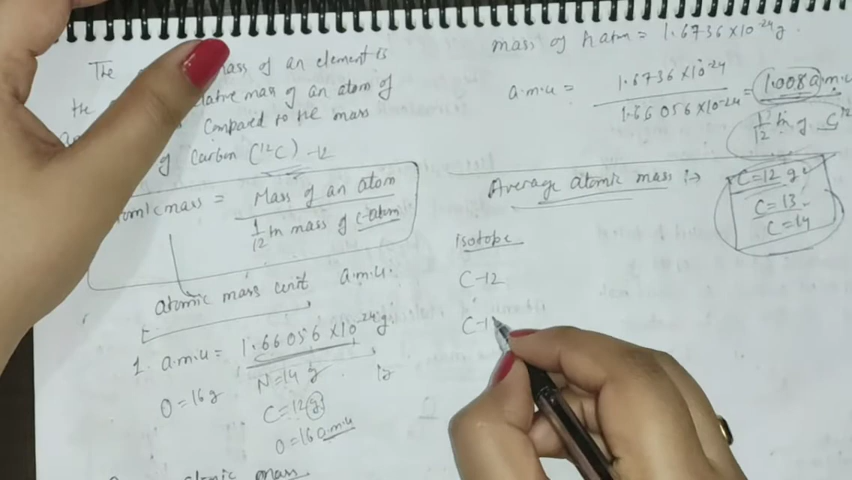 The mass of an element is
the relative mass of an atom of
compared to the mass
of carbon (¹²C) - 12
atomic mass = Mass of an atom
1/12 th mass of C-atom
atomic mass unit a.m.u.
1. a.m.u = 1.66056 × 10⁻²⁴ g
N = 14 g
O = 16 g
C = 12 g
O = 16 a.m.u
mass
mass of h atom = 1.6736 × 10⁻²⁴ g.
a.m.u = 1.6736 × 10⁻²⁴
1.66056 × 10⁻²⁴
= 1.008 a.m.u
1/12 th g. C¹²
Average atomic mass :→
C = 12 g
C = 13
C = 14
isotope
C-12
C-1